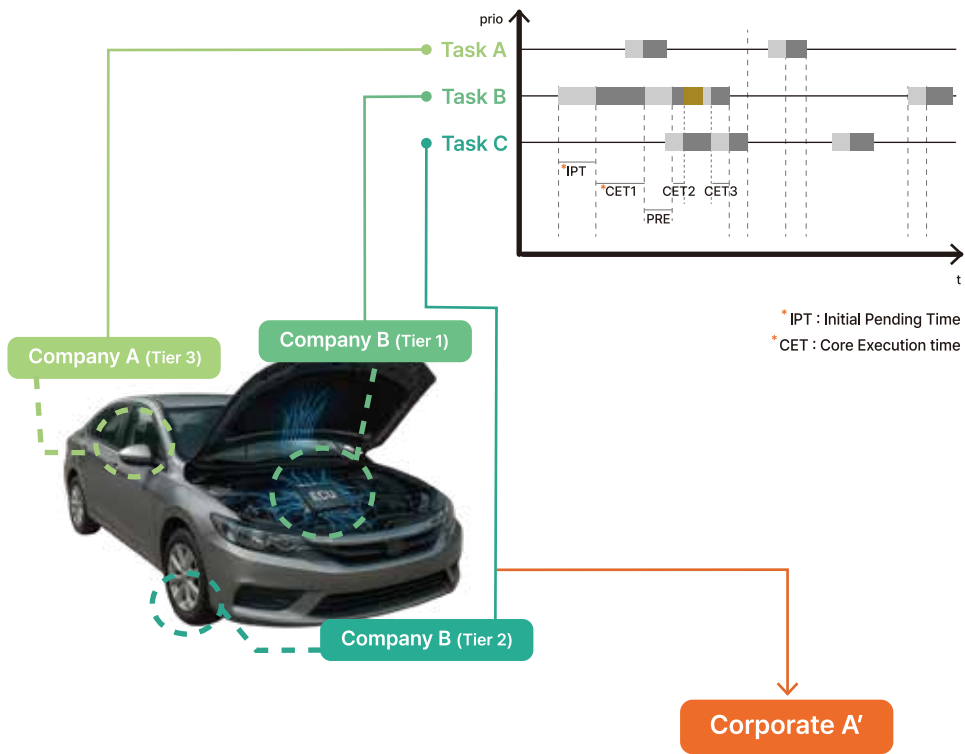 prio
Task A
Task B
Task C
*IPT
*CET1
CET2
CET3
PRE
t
* IPT : Initial Pending Time
* CET : Core Execution time
Company A (Tier 3)
Company B (Tier 1)
ECU
Company B (Tier 2)
Corporate A’